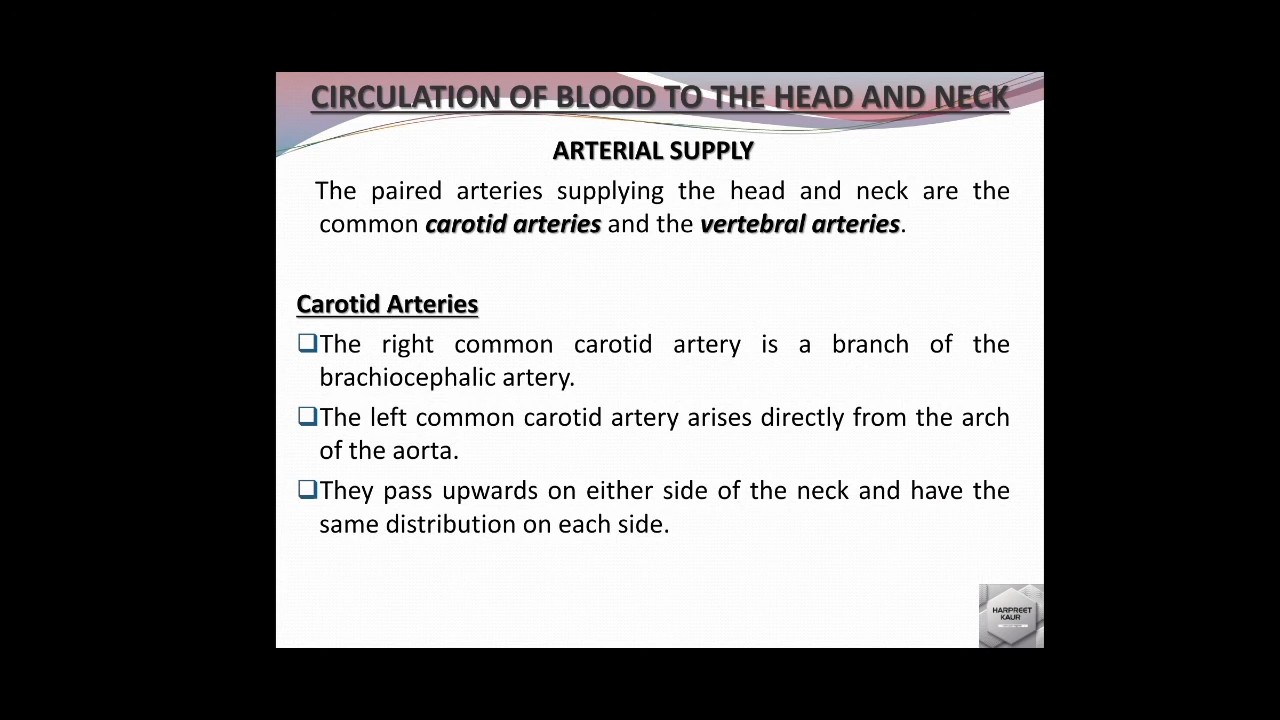 CIRCULATION OF BLOOD TO THE HEAD AND NECK
ARTERIAL SUPPLY
The paired arteries supplying the head and neck are the
common carotid arteries and the vertebral arteries.
Carotid Arteries
❑The right common carotid artery is a branch of the
brachiocephalic artery.
❑The left common carotid artery arises directly from the arch
of the aorta.
❑They pass upwards on either side of the neck and have the
same distribution on each side.
HARPREET
KAUR